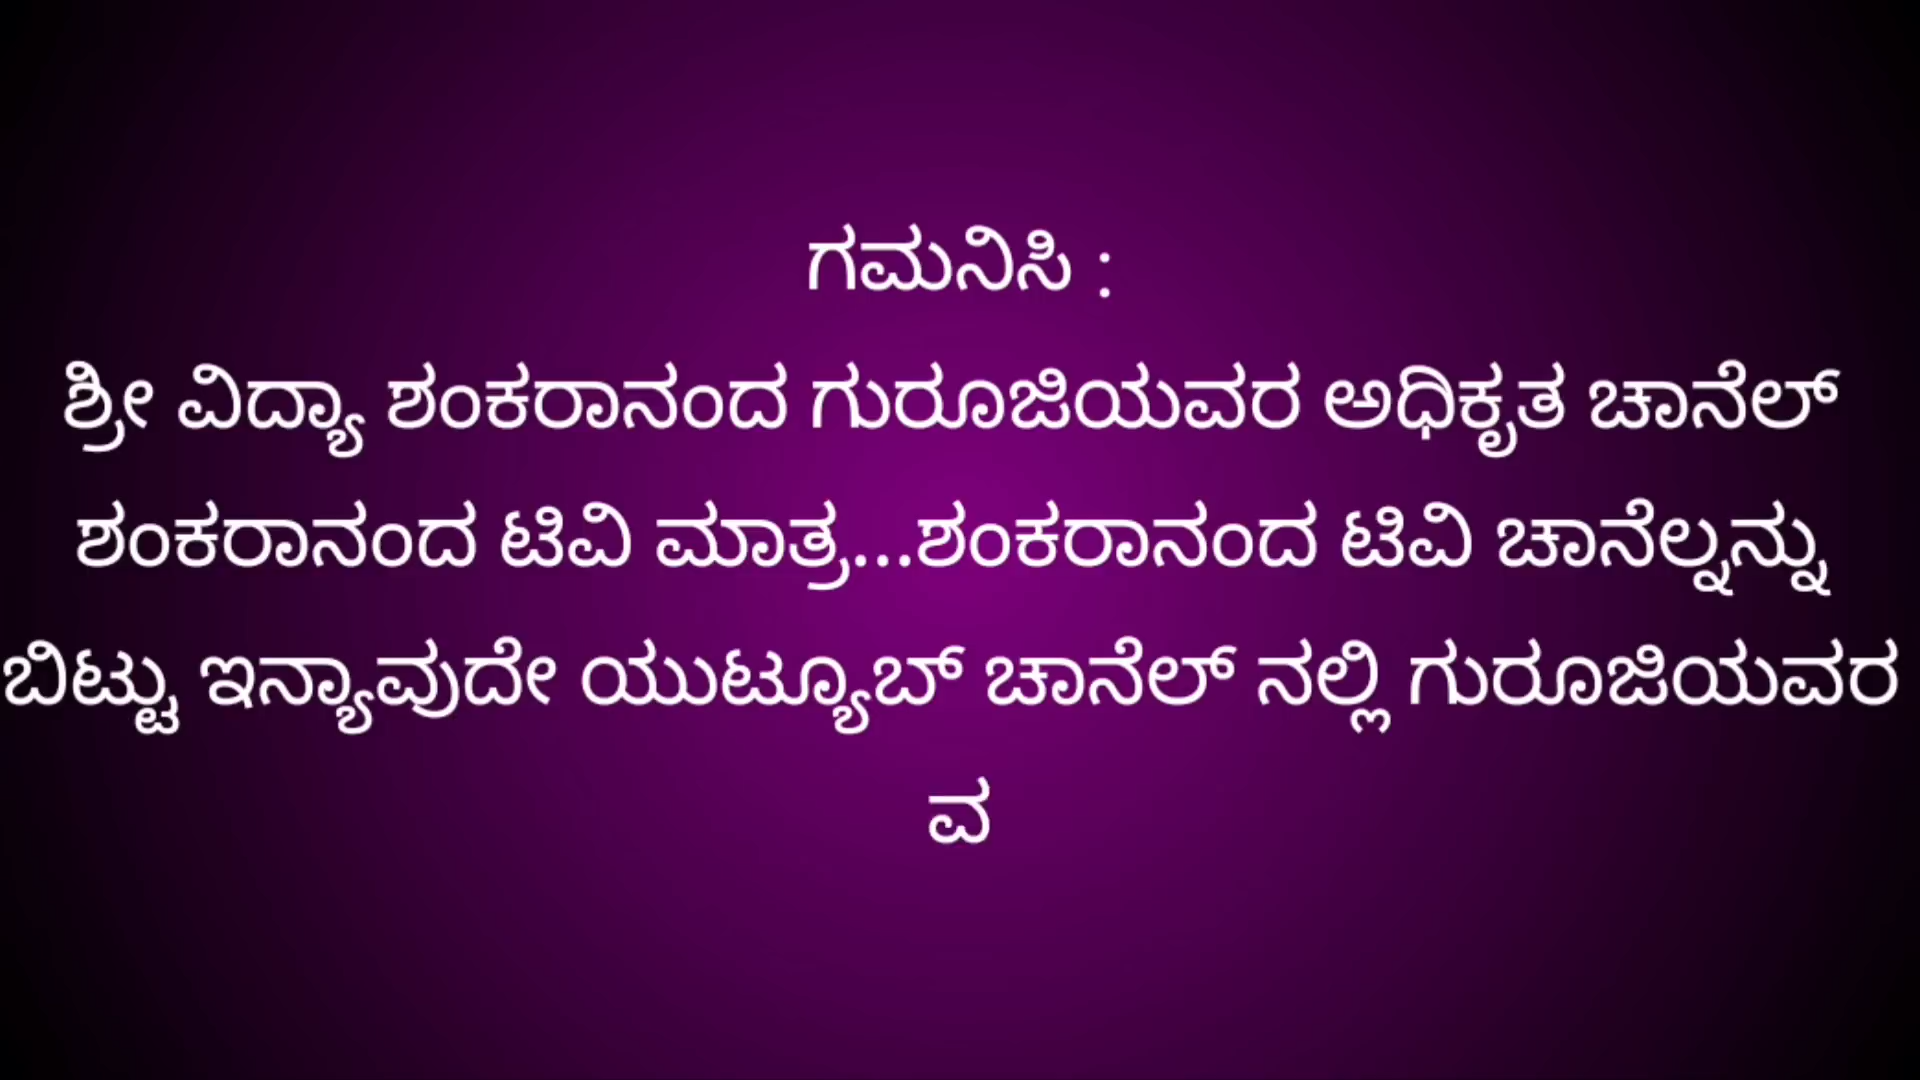 ಗಮನಿಸಿ :
ಶ್ರೀ ವಿದ್ಯಾ ಶಂಕರಾನಂದ ಗುರೂಜಿಯವರ ಅಧಿಕೃತ ಚಾನೆಲ್
ಶಂಕರಾನಂದ ಟಿವಿ ಮಾತ್ರ...ಶಂಕರಾನಂದ ಟಿವಿ ಚಾನೆಲ್ನನ್ನು
ಬಿಟ್ಟು ಇನ್ಯಾವುದೇ ಯುಟ್ಯೂಬ್ ಚಾನೆಲ್ ನಲ್ಲಿ ಗುರೂಜಿಯವರ
ವ